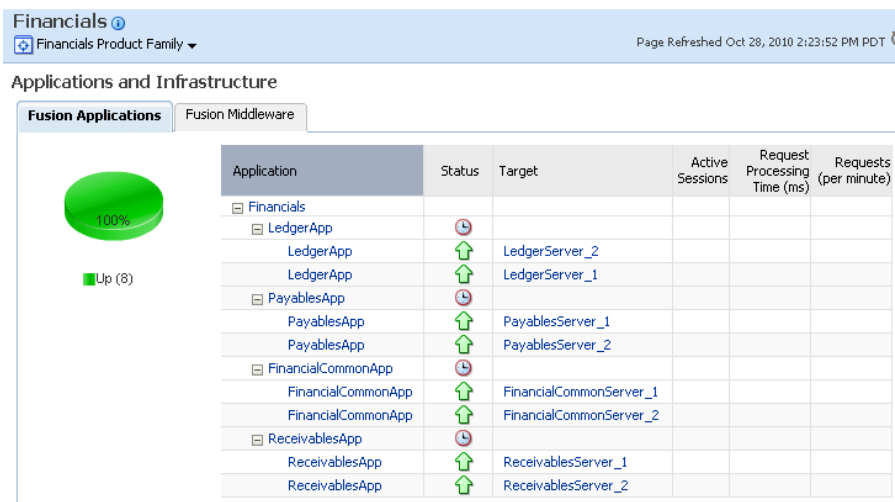 Financials
Financials Product Family
Page Refreshed Oct 28, 2010 2:23:52 PM PDT
Applications and Infrastructure
Fusion Applications
Fusion Middleware
100%
Up (8)
Application Status Target Active Sessions Request Processing Time (ms) Requests (per minute)
Financials
LedgerApp
LedgerApp LedgerServer_2
LedgerApp LedgerServer_1
PayablesApp
PayablesApp PayablesServer_1
PayablesApp PayablesServer_2
FinancialCommonApp
FinancialCommonApp FinancialCommonServer_1
FinancialCommonApp FinancialCommonServer_2
ReceivablesApp
ReceivablesApp ReceivablesServer_1
ReceivablesApp ReceivablesServer_2